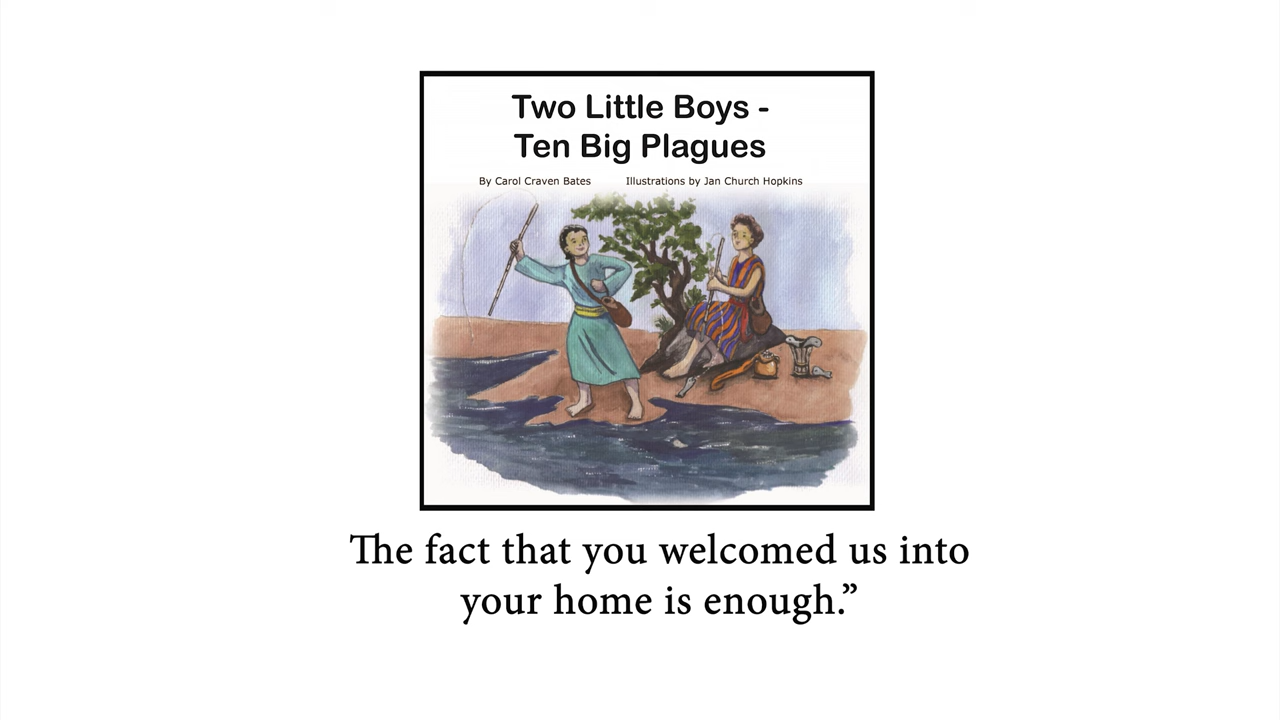 Two Little Boys -
Ten Big Plagues
By Carol Craven Bates Illustrations by Jan Church Hopkins
The fact that you welcomed us into
your home is enough.”